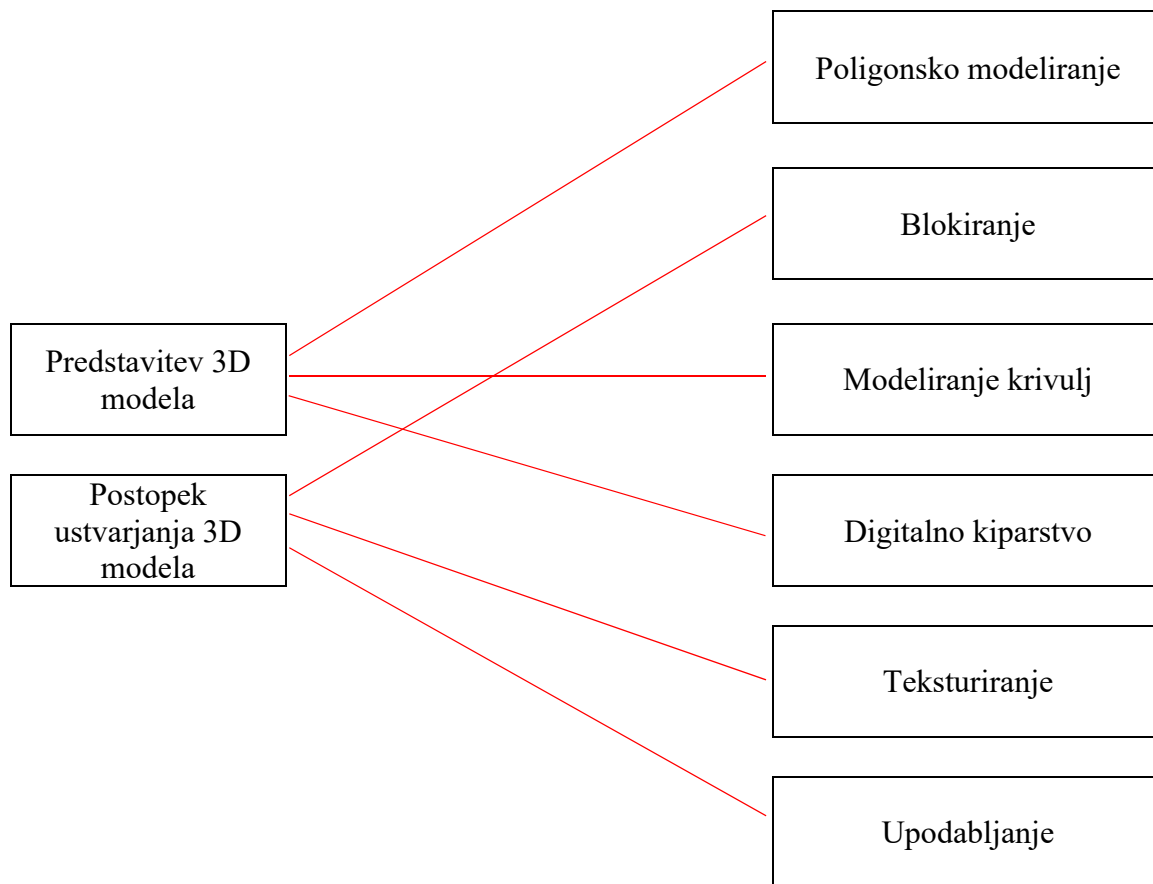 Poligonsko modeliranje
Blokiranje
Predstavitev 3D
modela
Modeliranje krivulj
Postopek
ustvarjanja 3D
modela
Digitalno kiparstvo
Teksturiranje
Upodabljanje